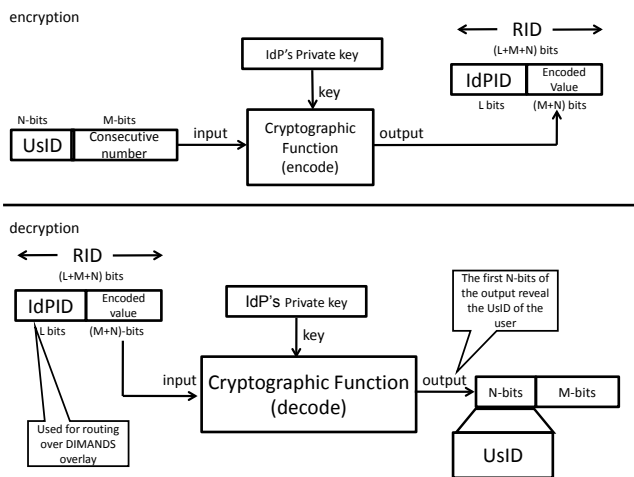 encryption
RID
(L+M+N) bits
IdP's Private key
IdPID
Encoded
Value
key
L bits
(M+N) bits
N-bits
M-bits
UsID
Consecutive
number
input
Cryptographic
Function
(encode)
output
decryption
RID
(L+M+N) bits
IdPID
Encoded
value
L bits
(M+N)-bits
IdP's Private key
key
The first N-bits of
the output reveal
the UsID of the
user
input
Cryptographic Function
(decode)
output
N-bits
M-bits
Used for routing
over DIMANDS
overlay
UsID